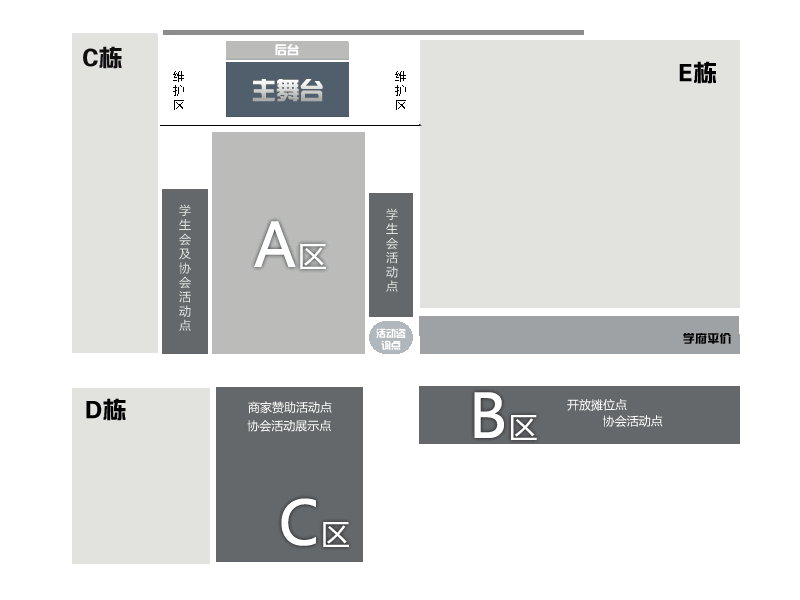 C栋
后台
主舞台
维护区
维护区
E栋
A区
学生会及协会活动点
学生会活动点
活动咨
询点
学府平价
D栋
商家赞助活动点
协会活动展示点
C区
B区
开放摊位点
协会活动点